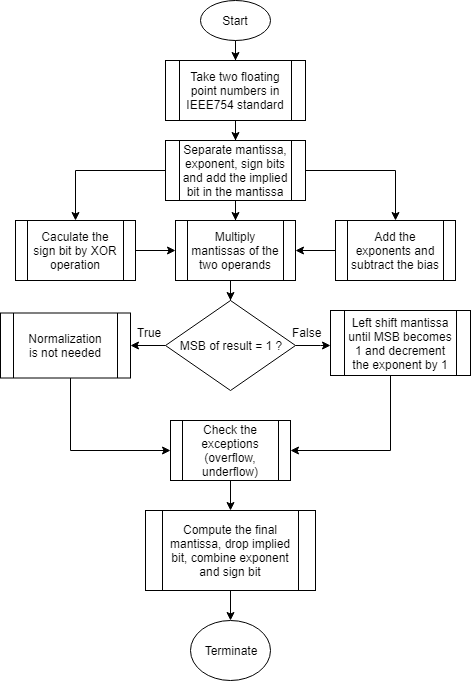 Start
Take two floating
point numbers in
IEEE754 standard
Separate mantissa,
exponent, sign bits
and add the implied
bit in the mantissa
Caculate the
sign bit by XOR
operation
Multiply
mantissas of the
two operands
Add the
exponents and
subtract the bias
True
MSB of result = 1 ?
False
Normalization
is not needed
Left shift mantissa
until MSB becomes
1 and decrement
the exponent by 1
Check the
exceptions
(overflow,
underflow)
Compute the final
mantissa, drop implied
bit, combine exponent
and sign bit
Terminate